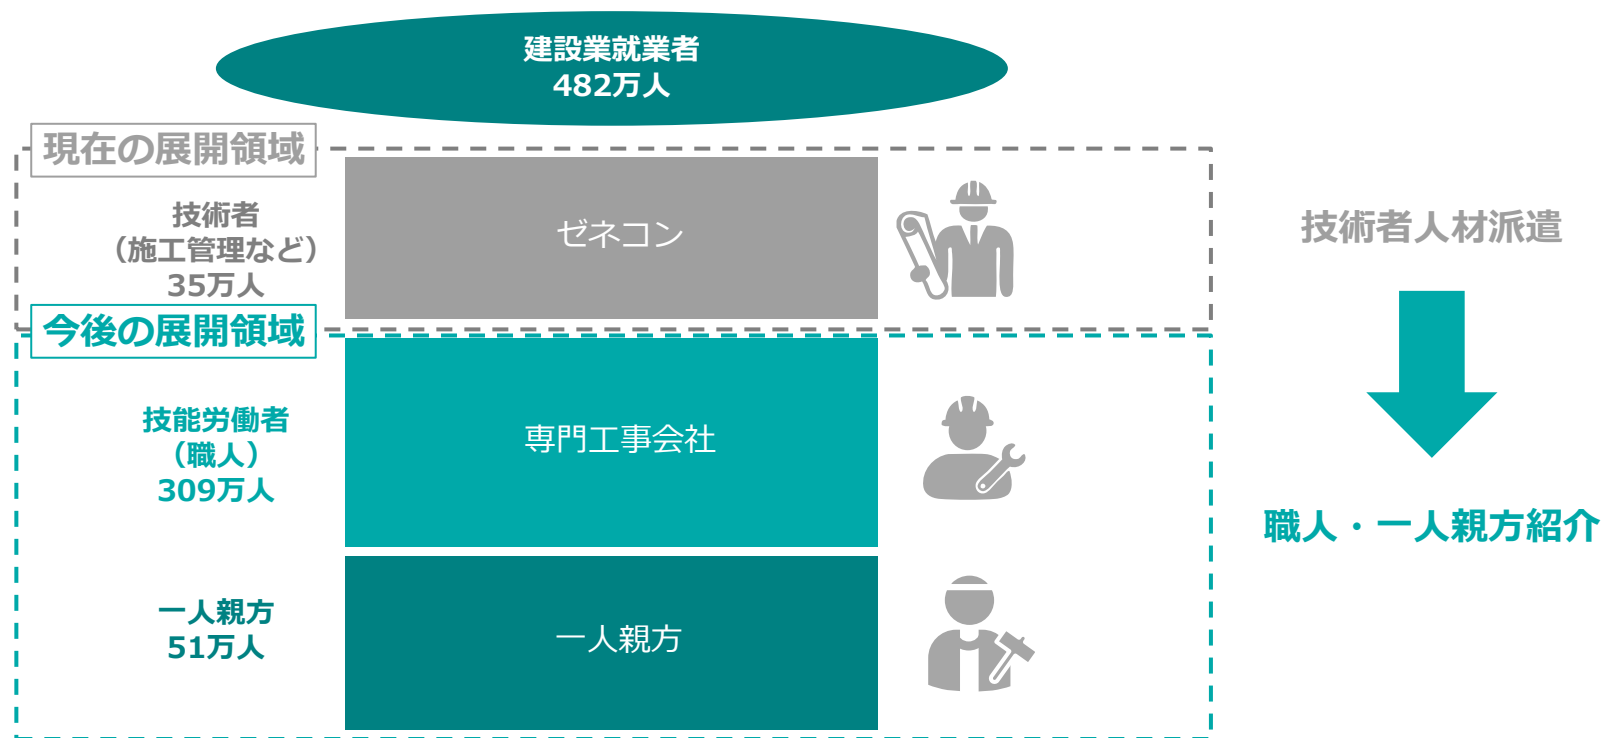 建設業就業者
482万人
現在の展開領域
技術者
（施工管理など）
35万人
ゼネコン
技術者人材派遣
今後の展開領域
技能労働者
（職人）
309万人
専門工事会社
職人・一人親方紹介
一人親方
51万人
一人親方